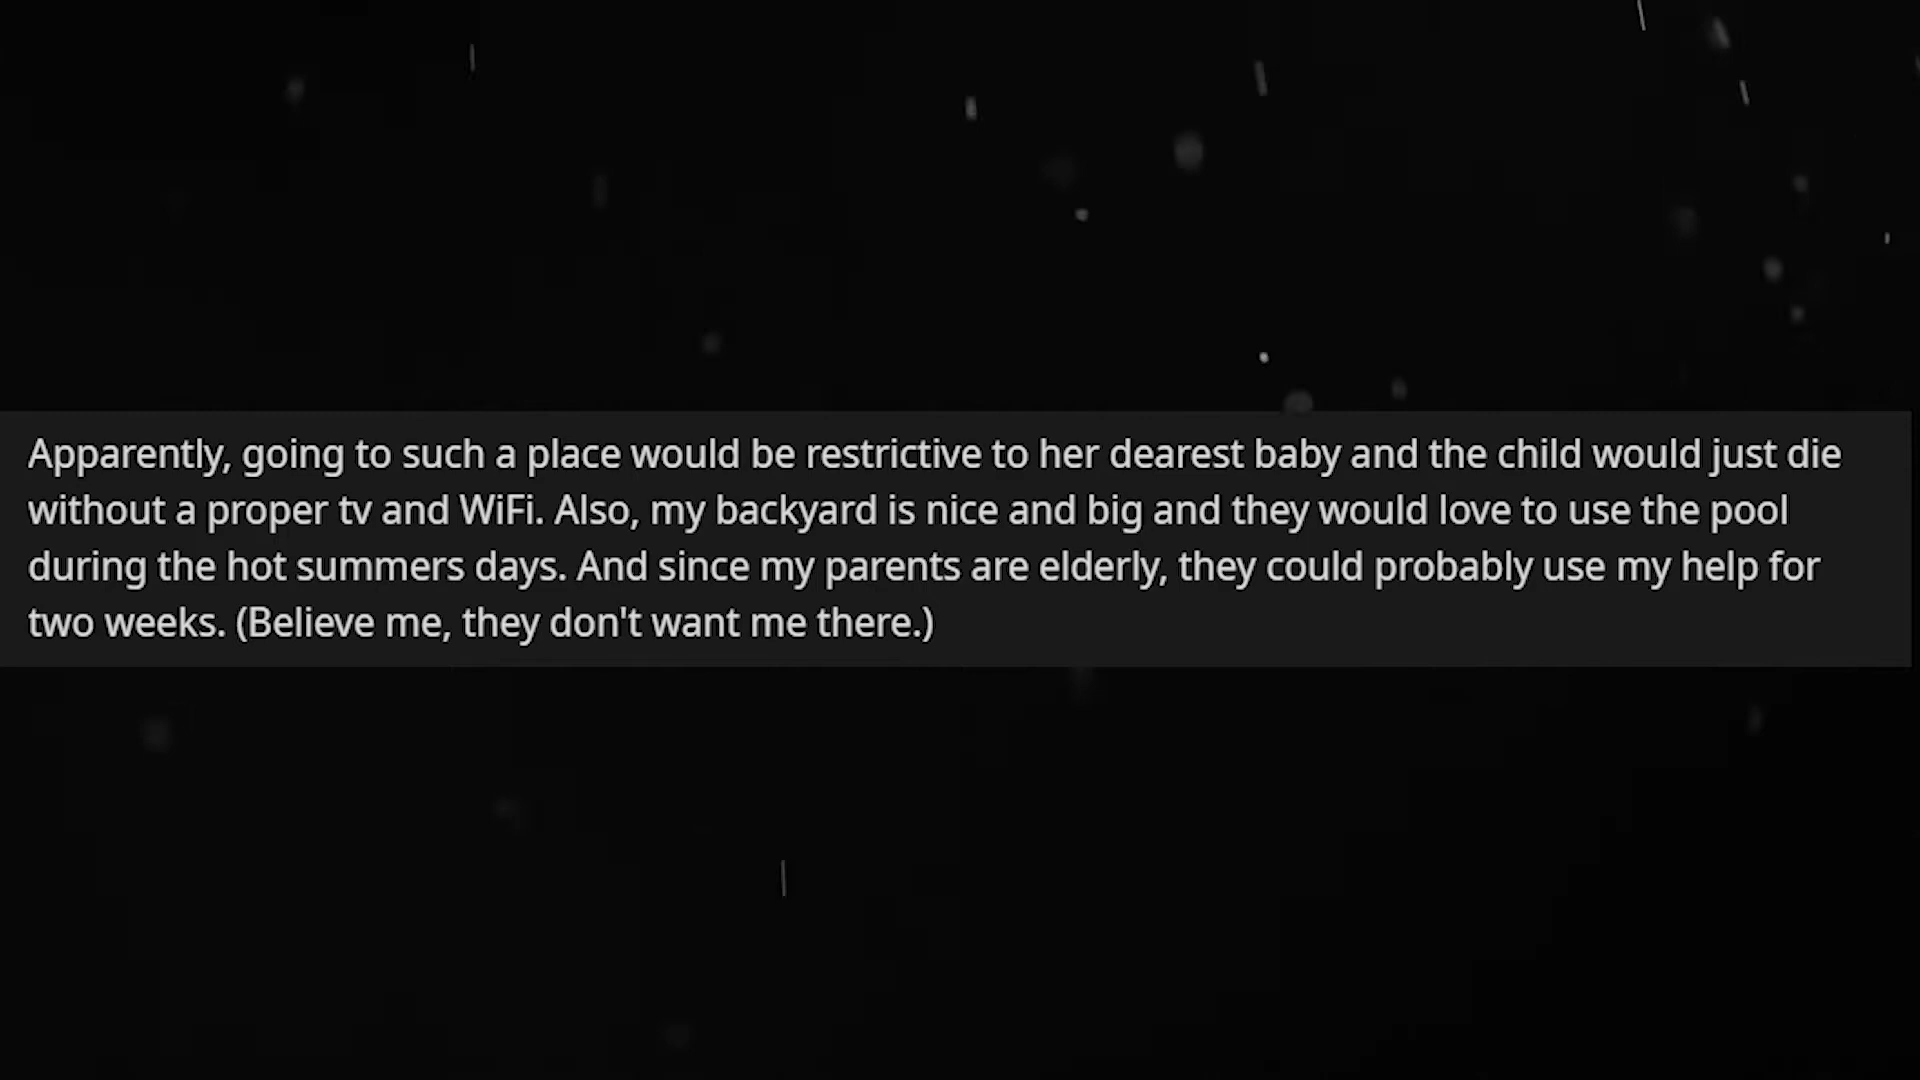 Apparently, going to such a place would be restrictive to her dearest baby and the child would just die
without a proper tv and WiFi. Also, my backyard is nice and big and they would love to use the pool
during the hot summers days. And since my parents are elderly, they could probably use my help for
two weeks. (Believe me, they don't want me there.)